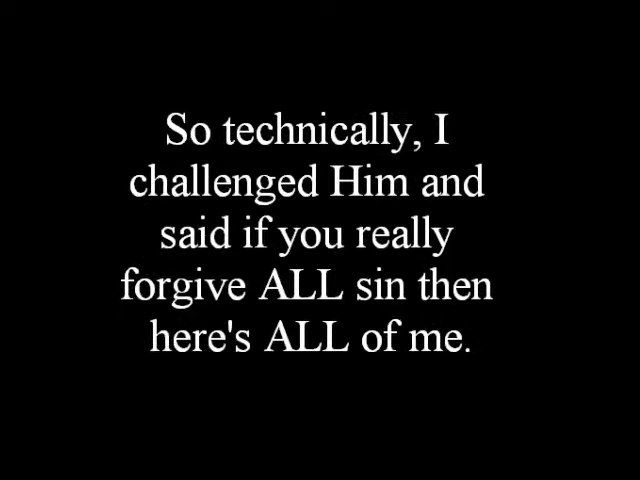 So technically, I
challenged Him and
said if you really
forgive ALL sin then
here's ALL of me.